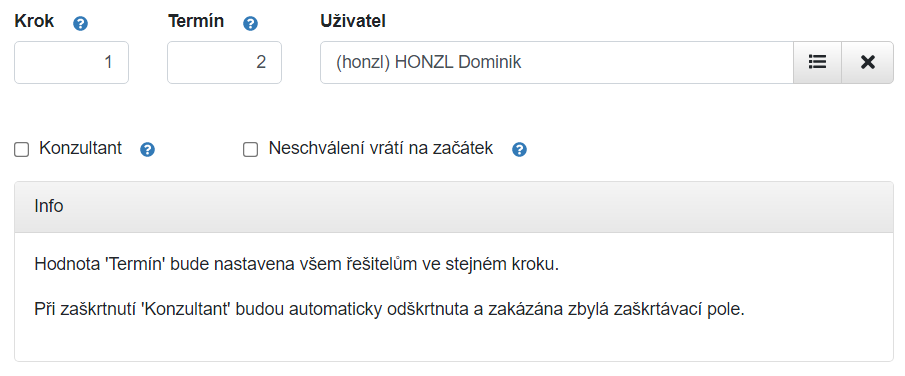 Krok Termín Uživatel
1 2 (honzl) HONZL Dominik
Konzultant Neschválení vrátí na začátek
Info
Hodnota 'Termín' bude nastavena všem řešitelům ve stejném kroku.
Při zaškrtnutí 'Konzultant' budou automaticky odškrtnuta a zakázána zbylá zaškrtávací pole.